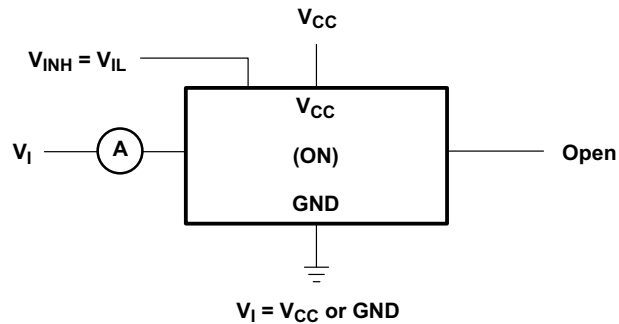 VCC
VINH = VIL
VCC
VI
A
(ON)
Open
GND
VI = VCC or GND